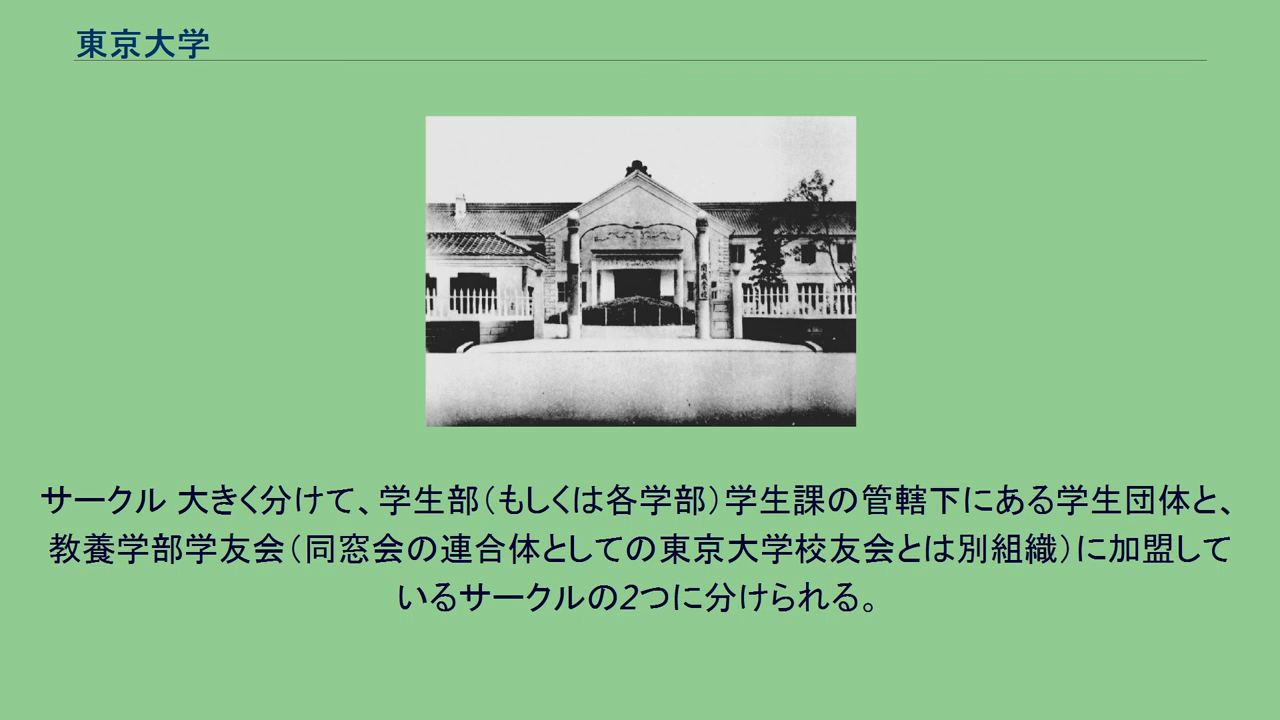 東京大学
サークル 大きく分けて、学生部（もしくは各学部）学生課の管轄下にある学生団体と、
教養学部学友会（同窓会の連合体としての東京大学校友会とは別組織）に加盟して
いるサークルの2つに分けられる。